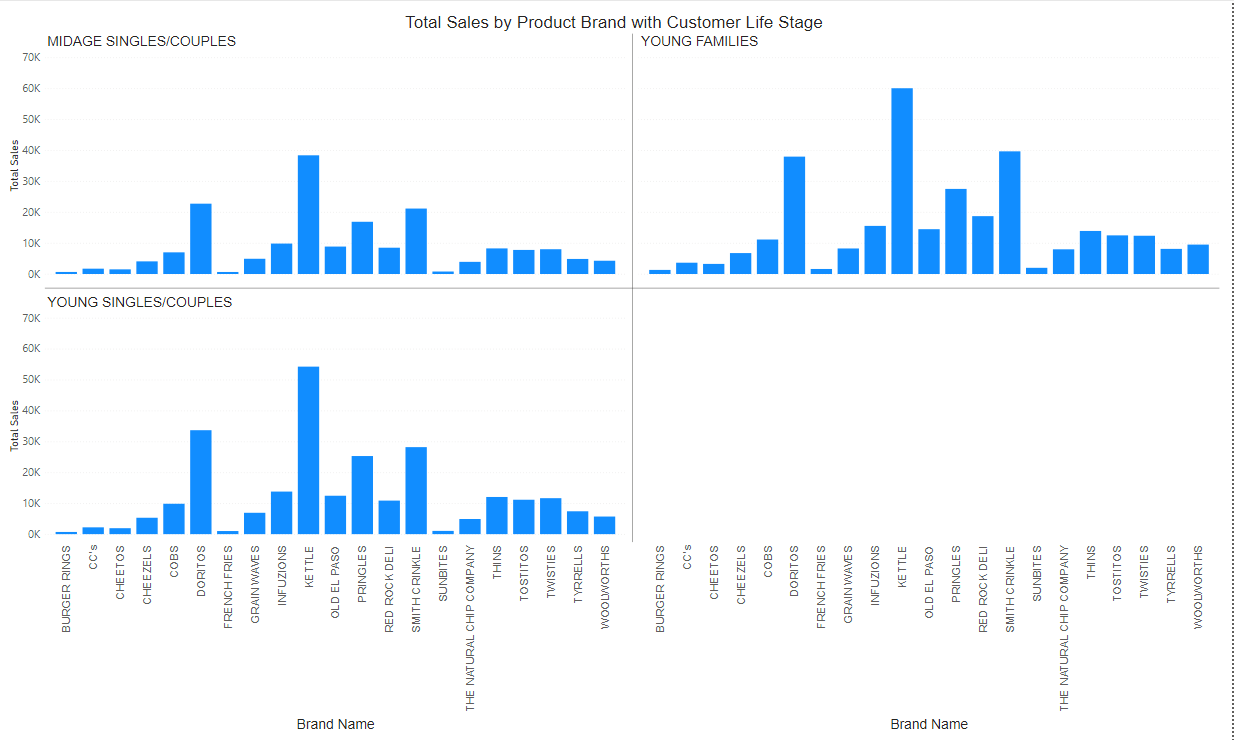 Total Sales by Product Brand with Customer Life Stage
MIDAGE SINGLES/COUPLES
70K
60K
50K
40K
30K
20K
10K
0K
Total Sales
YOUNG FAMILIES
YOUNG SINGLES/COUPLES
70K
60K
50K
40K
30K
20K
10K
0K
Total Sales
BURGER RINGS
CC's
CHEETOS
CHEEZELS
COBS
DORITOS
FRENCH FRIES
GRAIN WAVES
INFUZIONS
KETTLE
OLD EL PASO
PRINGLES
RED ROCK DELI
SMITH CRINKLE
SUNBITES
THE NATURAL CHIP COMPANY
THINS
TOSTITOS
TWISTIES
TYRRELLS
WOOLWORTHS
Brand Name
BURGER RINGS
CC's
CHEETOS
CHEEZELS
COBS
DORITOS
FRENCH FRIES
GRAIN WAVES
INFUZIONS
KETTLE
OLD EL PASO
PRINGLES
RED ROCK DELI
SMITH CRINKLE
SUNBITES
THE NATURAL CHIP COMPANY
THINS
TOSTITOS
TWISTIES
TYRRELLS
WOOLWORTHS
Brand Name